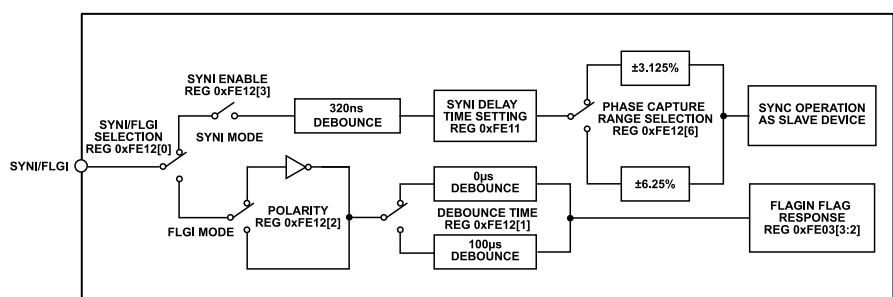 SYNI ENABLE
REG 0xFE12[3]
SYNI/FLGI
SELECTION
REG 0xFE12[0]
SYNI MODE
320ns
DEBOUNCE
SYNI DELAY
TIME SETTING
REG 0xFE11
±3.125%
PHASE CAPTURE
RANGE SELECTION
REG 0xFE12[6]
±6.25%
SYNC OPERATION
AS SLAVE DEVICE
SYNI/FLGI
FLGI MODE
POLARITY
REG 0xFE12[2]
0µs
DEBOUNCE
DEBOUNCE TIME
REG 0xFE12[1]
100µs
DEBOUNCE
FLAGIN FLAG
RESPONSE
REG 0xFE03[3:2]